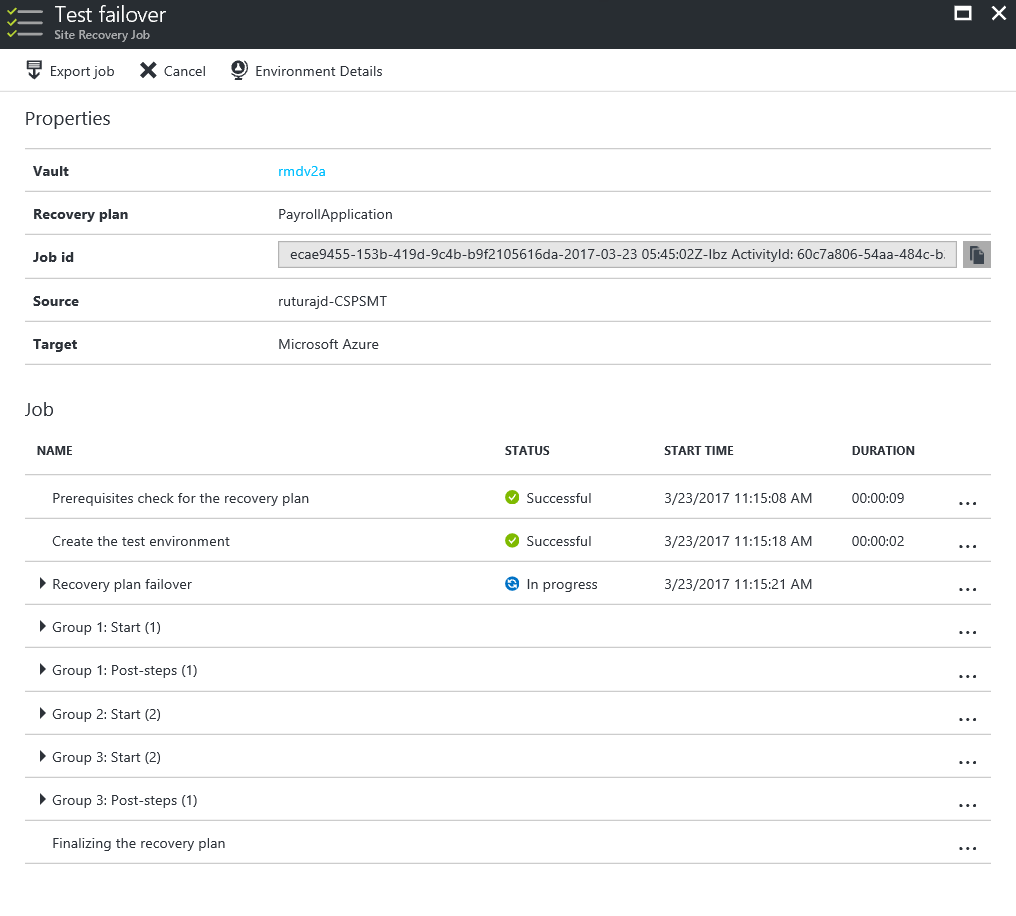 Test failover
Site Recovery Job
Export job Cancel Environment Details
Properties
Vault rmdv2a
Recovery plan PayrollApplication
Job id ecae9455-153b-419d-9c4b-b9f2105616da-2017-03-23 05:45:02Z-Ibz ActivityId: 60c7a806-54aa-484c-b
Source ruturajd-CSPSMT
Target Microsoft Azure
Job
NAME STATUS START TIME DURATION
Prerequisites check for the recovery plan Successful 3/23/2017 11:15:08 AM 00:00:09 ...
Create the test environment Successful 3/23/2017 11:15:18 AM 00:00:02 ...
Recovery plan failover In progress 3/23/2017 11:15:21 AM ...
Group 1: Start (1) ...
Group 1: Post-steps (1) ...
Group 2: Start (2) ...
Group 3: Start (2) ...
Group 3: Post-steps (1) ...
Finalizing the recovery plan ...